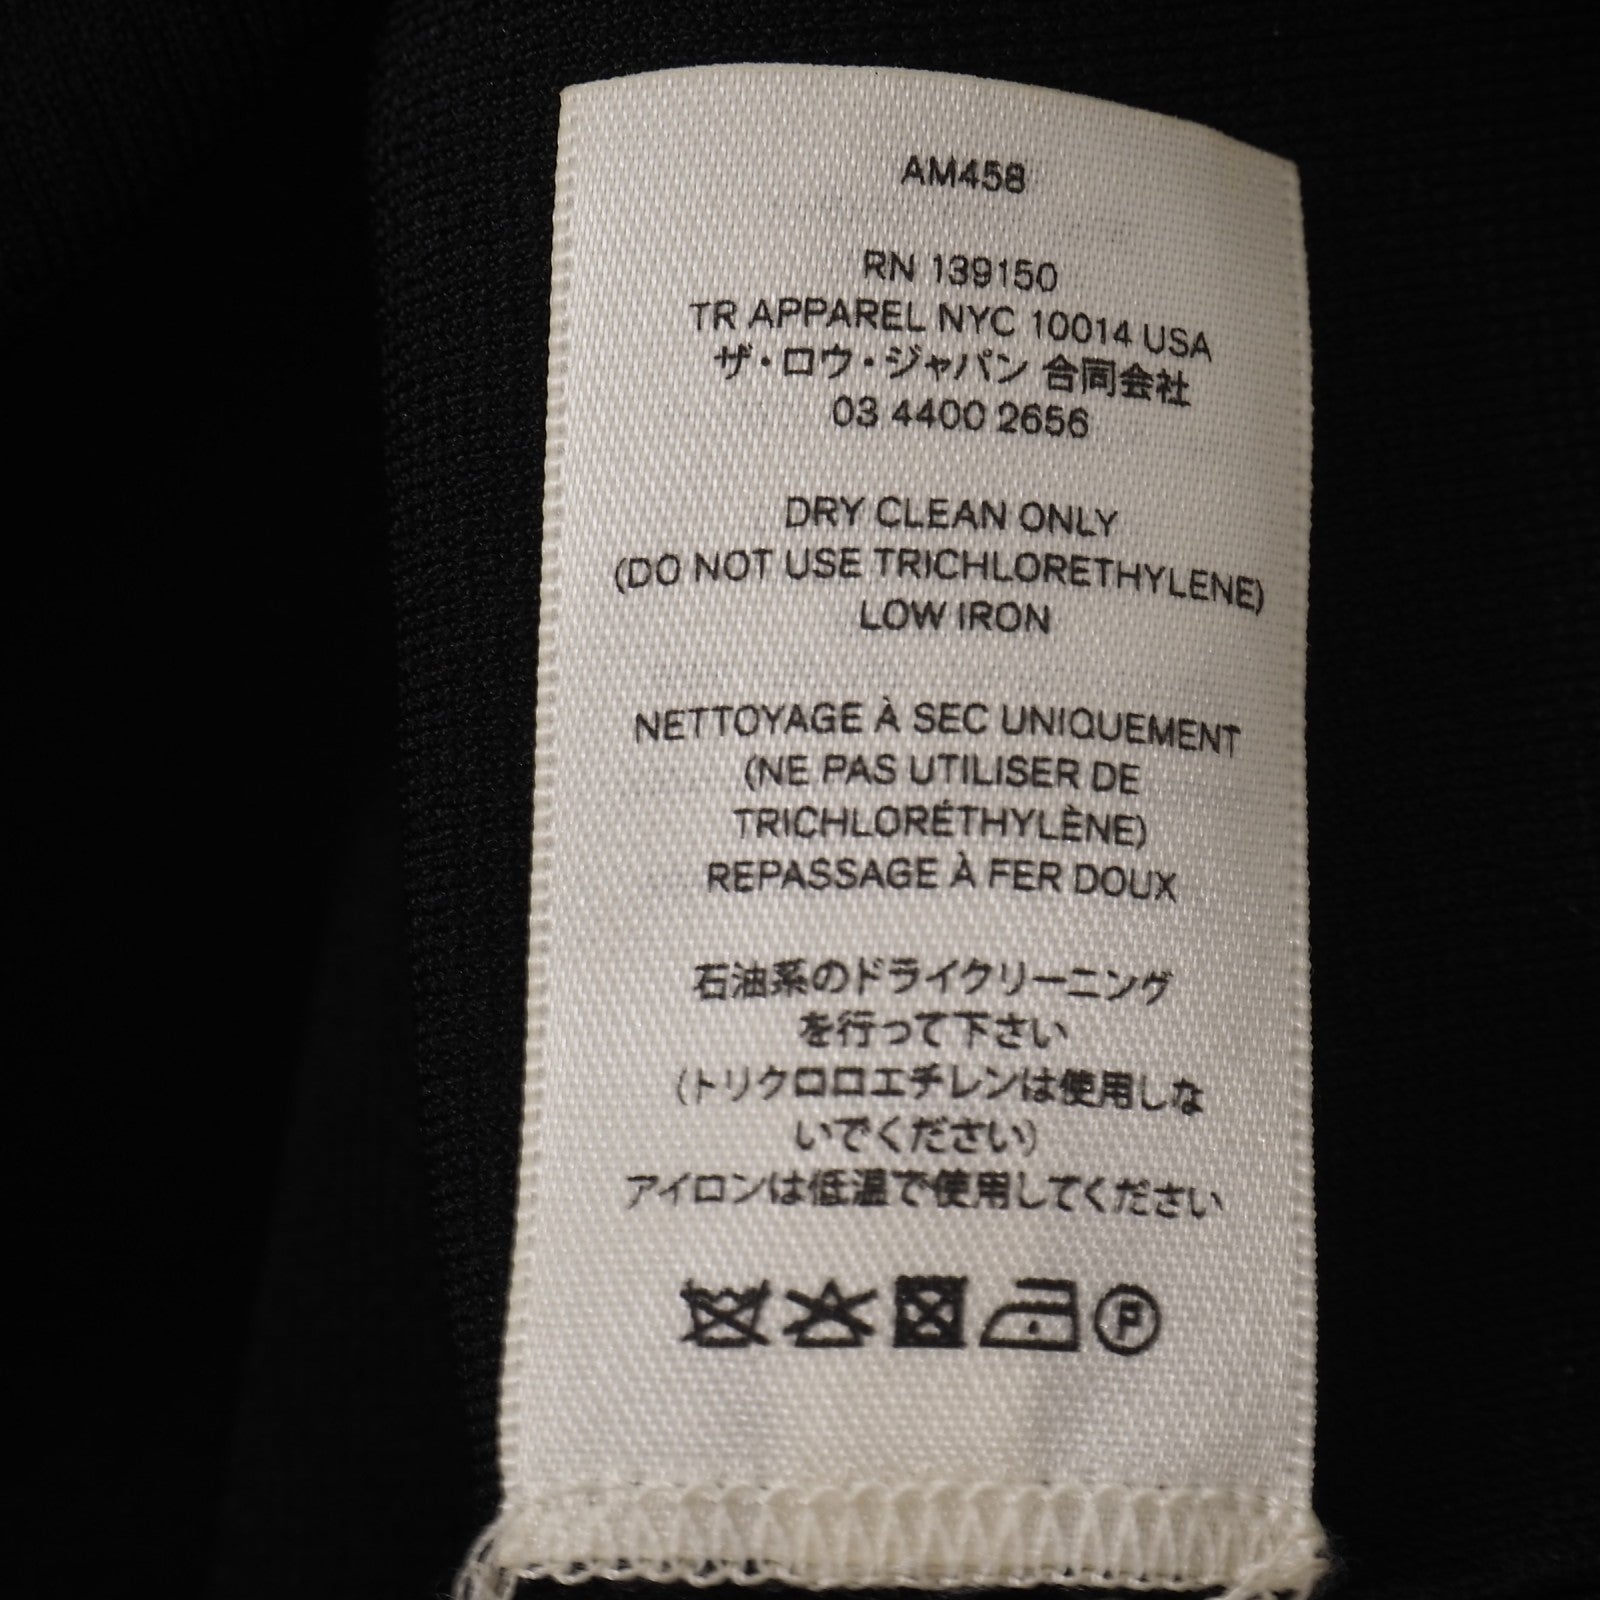 AM458
RN 139150
TR APPAREL NYC 10014 USA
ザ・ロウ・ジャパン 合同会社
03 4400 2656
DRY CLEAN ONLY
(DO NOT USE TRICHLORETHYLENE)
LOW IRON
NETTOYAGE À SEC UNIQUEMENT
(NE PAS UTILISER DE
TRICHLORÉTHYLÈNE)
REPASSAGE À FER DOUX
石油系のドライクリーニング
を行って下さい
(トリクロロエチレンは使用しな
いでください)
アイロンは低温で使用してください
P